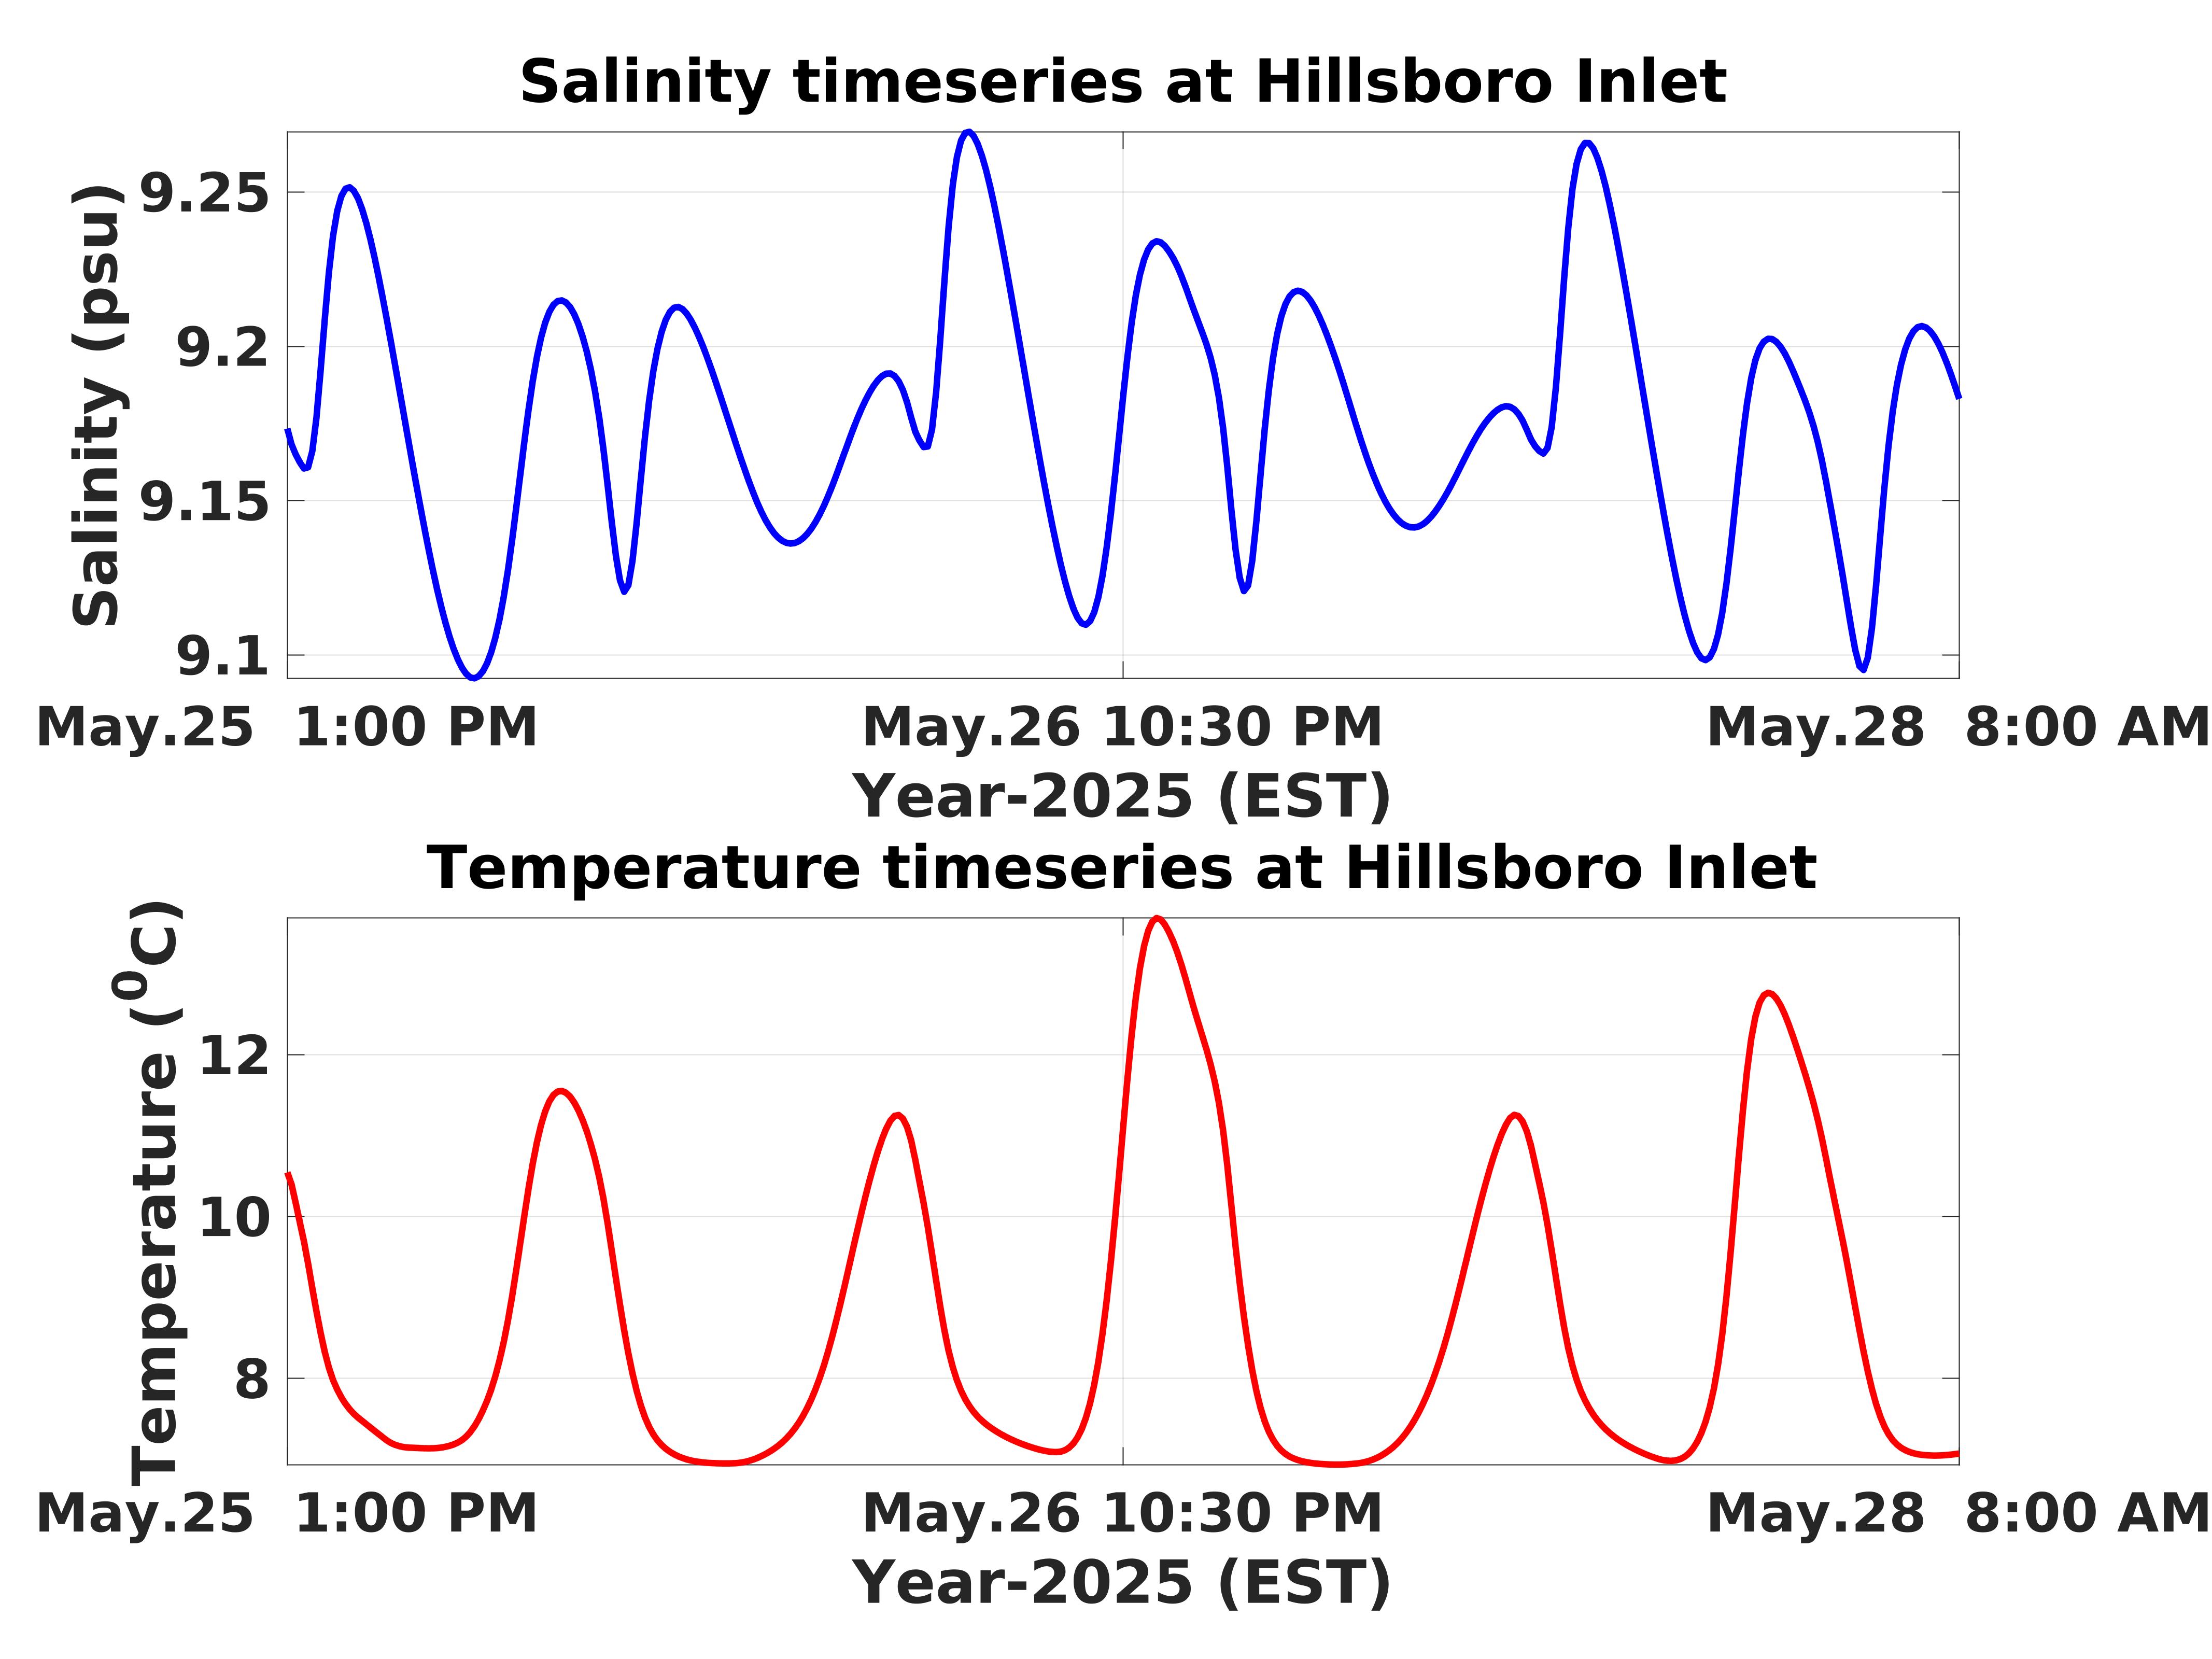 Salinity timeseries at Hillsboro Inlet
Salinity (psu)
9.25
9.2
9.15
9.1
May.25  1:00 PM
May.26 10:30 PM
May.28  8:00 AM
Year-2025 (EST)
Temperature timeseries at Hillsboro Inlet
Temperature (⁰C)
12
10
8
May.25  1:00 PM
May.26 10:30 PM
May.28  8:00 AM
Year-2025 (EST)